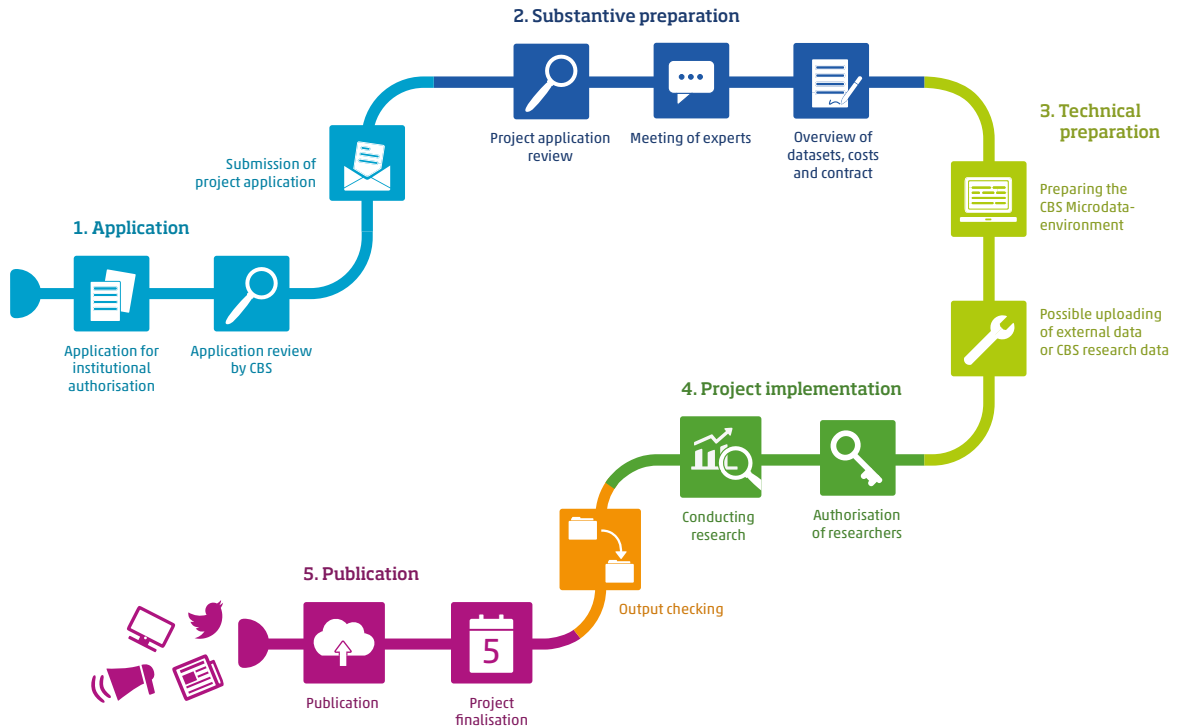 1. Application
Application for
institutional
authorisation
Application review
by CBS
Submission of
project application
2. Substantive preparation
Project application
review
Meeting of experts
Overview of
datasets, costs
and contract
3. Technical
preparation
Preparing the
CBS Microdata-
environment
Possible uploading
of external data
or CBS research data
4. Project implementation
Authorisation
of researchers
Conducting
research
Output checking
5. Publication
5
Project
finalisation
Publication